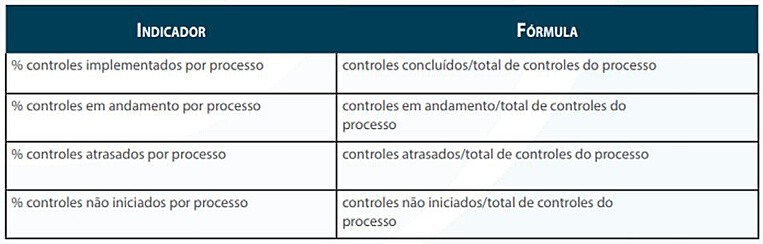 INDICADOR
FÓRMULA
% controles implementados por processo
controles concluídos/total de controles do processo
% controles em andamento por processo
controles em andamento/total de controles do
processo
% controles atrasados por processo
controles atrasados/total de controles do processo
% controles não iniciados por processo
controles não iniciados/total de controles do
processo